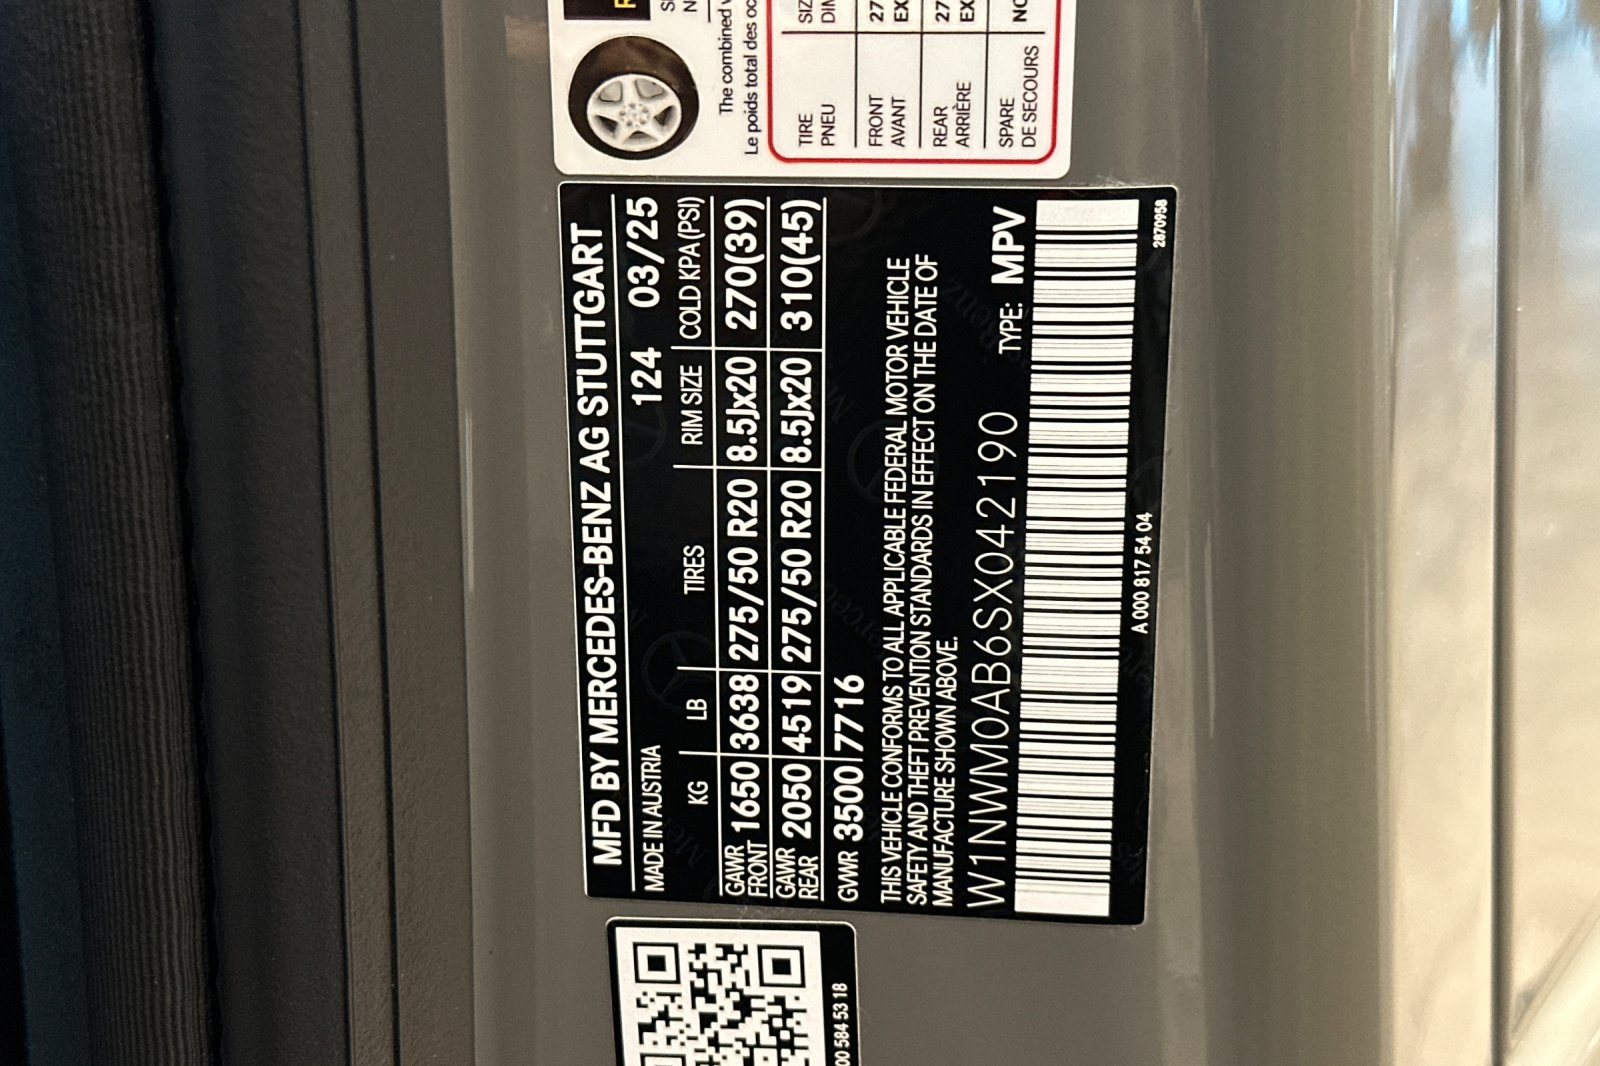 MFD BY MERCEDES-BENZ AG STUTTGART
MADE IN AUSTRIA 124 03/25
KG LB TIRES RIM SIZE COLD KPA (PSI)
GAWR FRONT 1650 3638 275/50 R20 8.5Jx20 270(39)
GAWR REAR 2050 4519 275/50 R20 8.5Jx20 310(45)
GVWR 3500 7716
THIS VEHICLE CONFORMS TO ALL APPLICABLE FEDERAL MOTOR VEHICLE
SAFETY AND THEFT PREVENTION STANDARDS IN EFFECT ON THE DATE OF
MANUFACTURE SHOWN ABOVE.
W1NWM0AB6SX042190 TYPE: MPV
A 000 817 54 04
2870958
The combined
Le poids total des
TIRE
PNEU
FRONT 27
AVANT
REAR 27
ARRIÈRE
SPARE
DE SECOURS
00 584 53 18